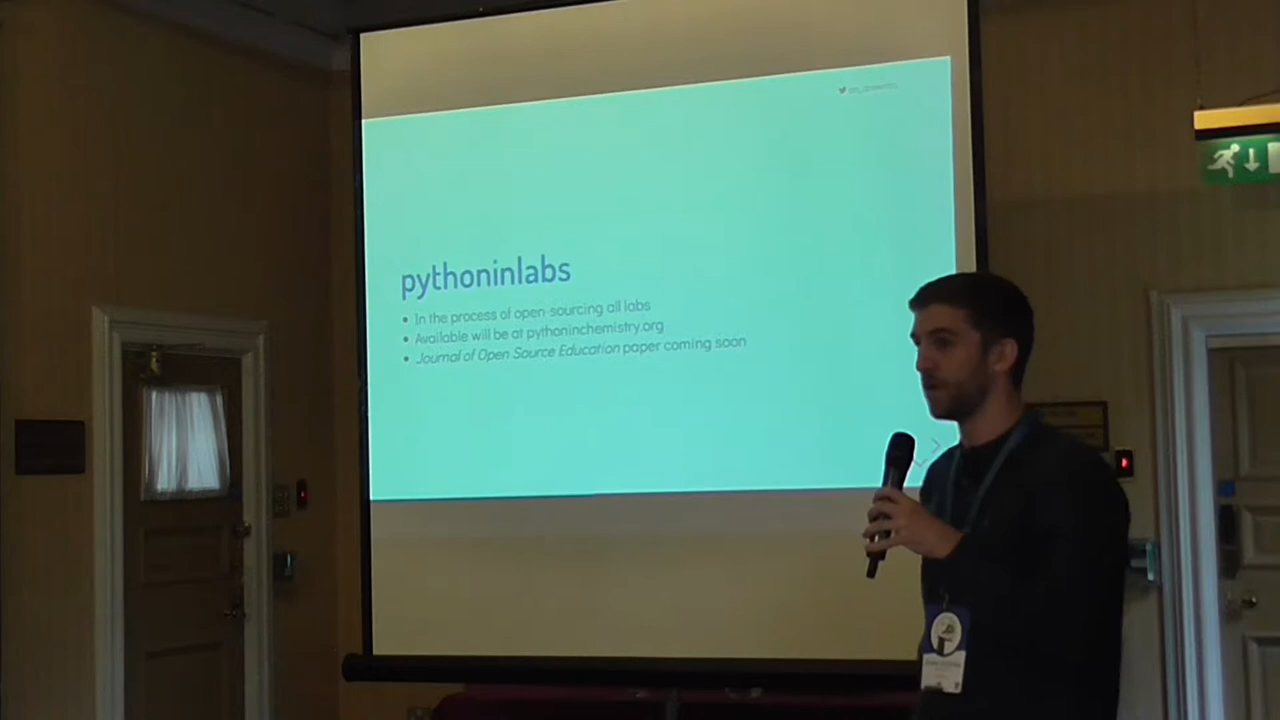 pythoninlabs
• In the process of open-sourcing all labs
• Available will be at pythoninchemistry.org
• Journal of Open Source Education paper coming soon